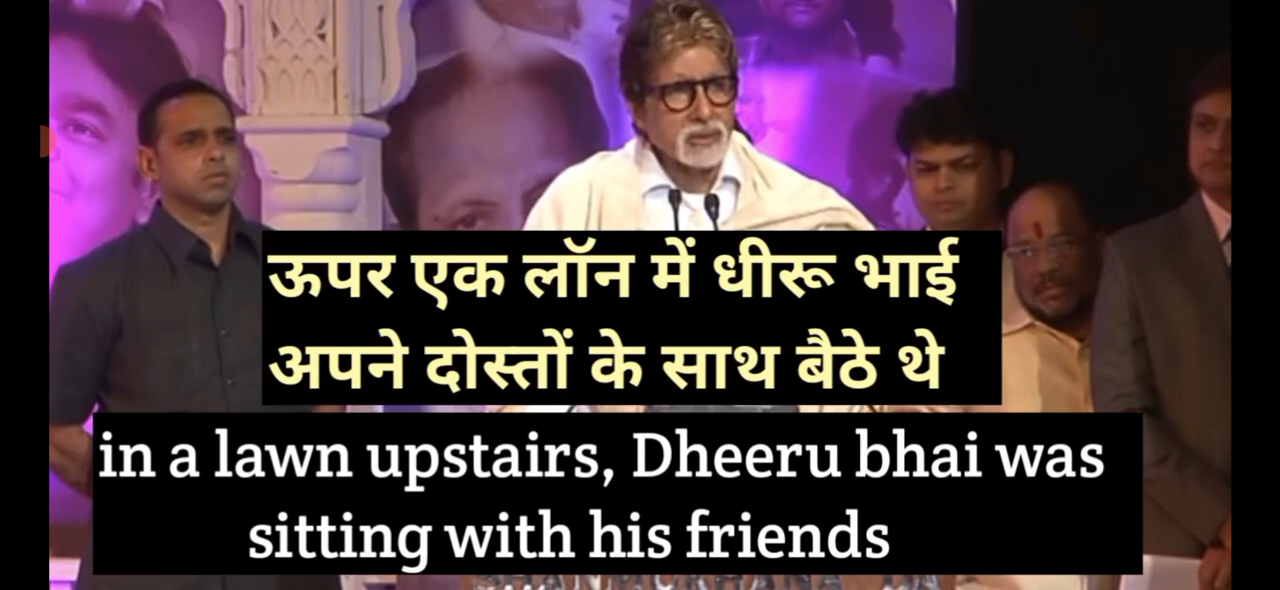 ऊपर एक लॉन में धीरू भाई
अपने दोस्तों के साथ बैठे थे
in a lawn upstairs, Dheeru bhai was
sitting with his friends